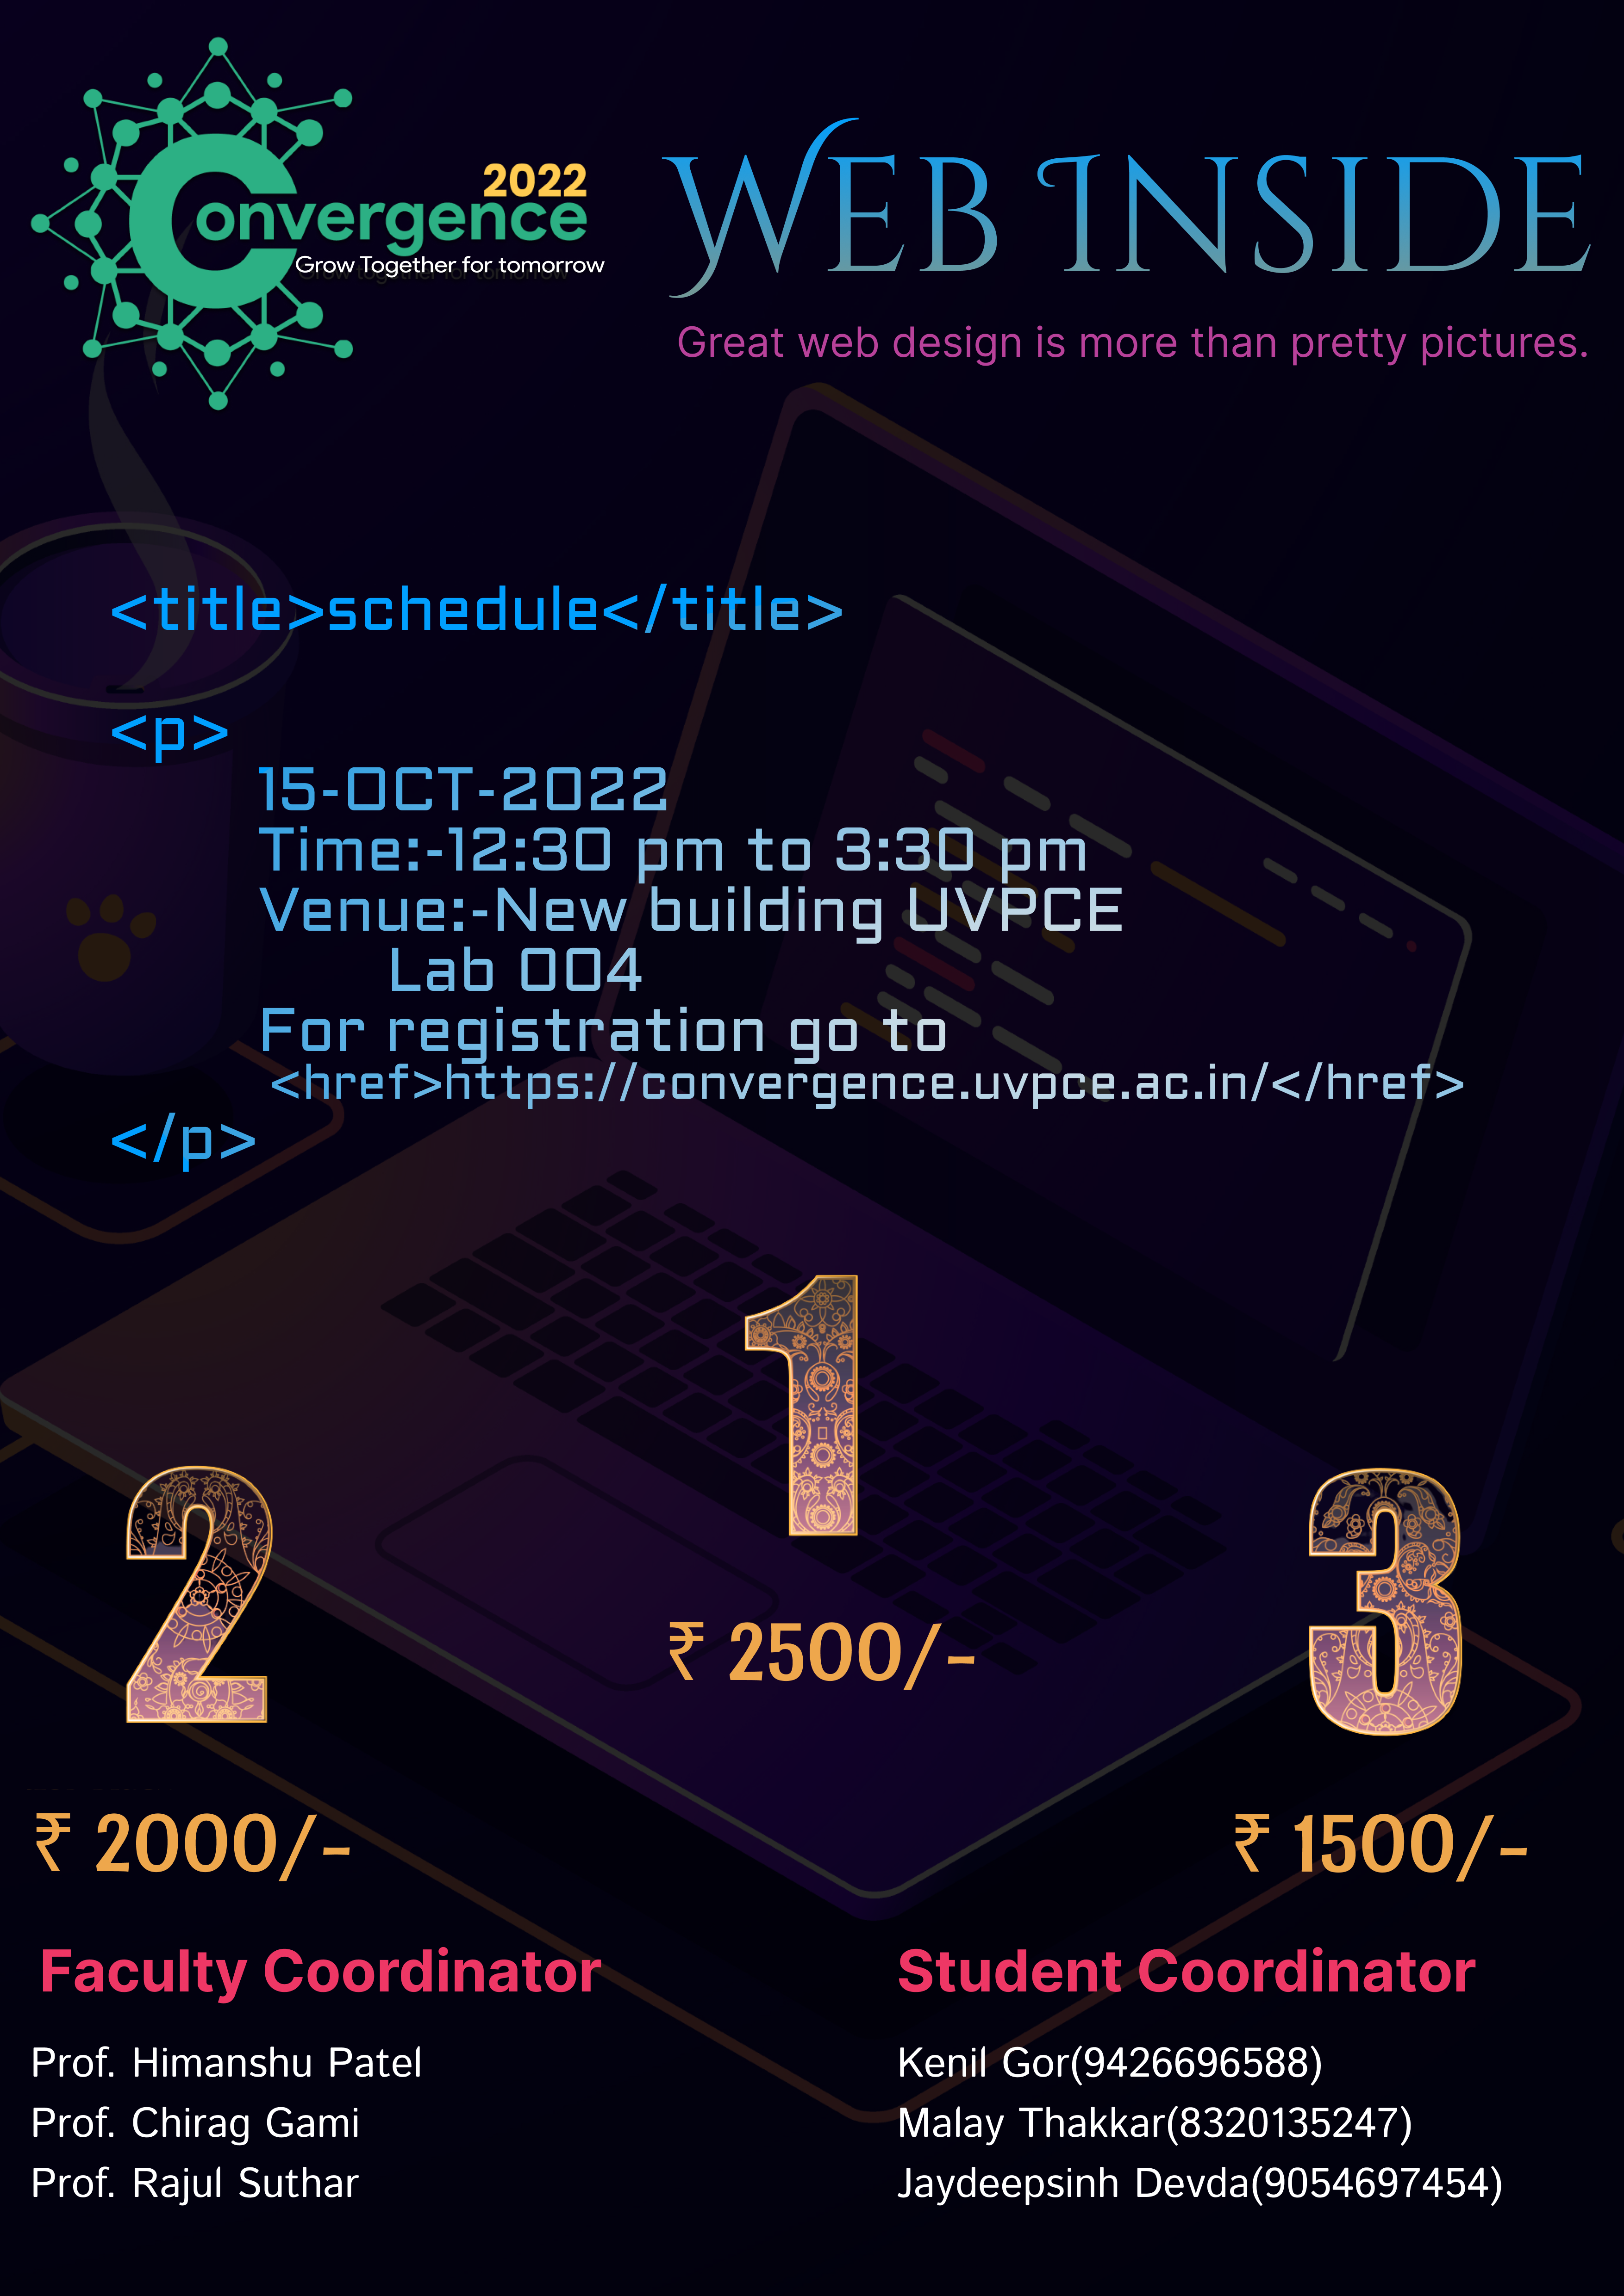 2022
Convergence
Grow Together for tomorrow
WEB INSIDE
Great web design is more than pretty pictures.
<title>schedule</title>
<p>
15-OCT-2022
Time:-12:30 pm to 3:30 pm
Venue:-New building UVPCE
Lab 004
For registration go to
<href>https://convergence.uvpce.ac.in/</href>
</p>
1
₹ 2500/-
2
₹ 2000/-
3
₹ 1500/-
Faculty Coordinator
Prof. Himanshu Patel
Prof. Chirag Gami
Prof. Rajul Suthar
Student Coordinator
Kenil Gor(9426696588)
Malay Thakkar(8320135247)
Jaydeepsinh Devda(9054697454)